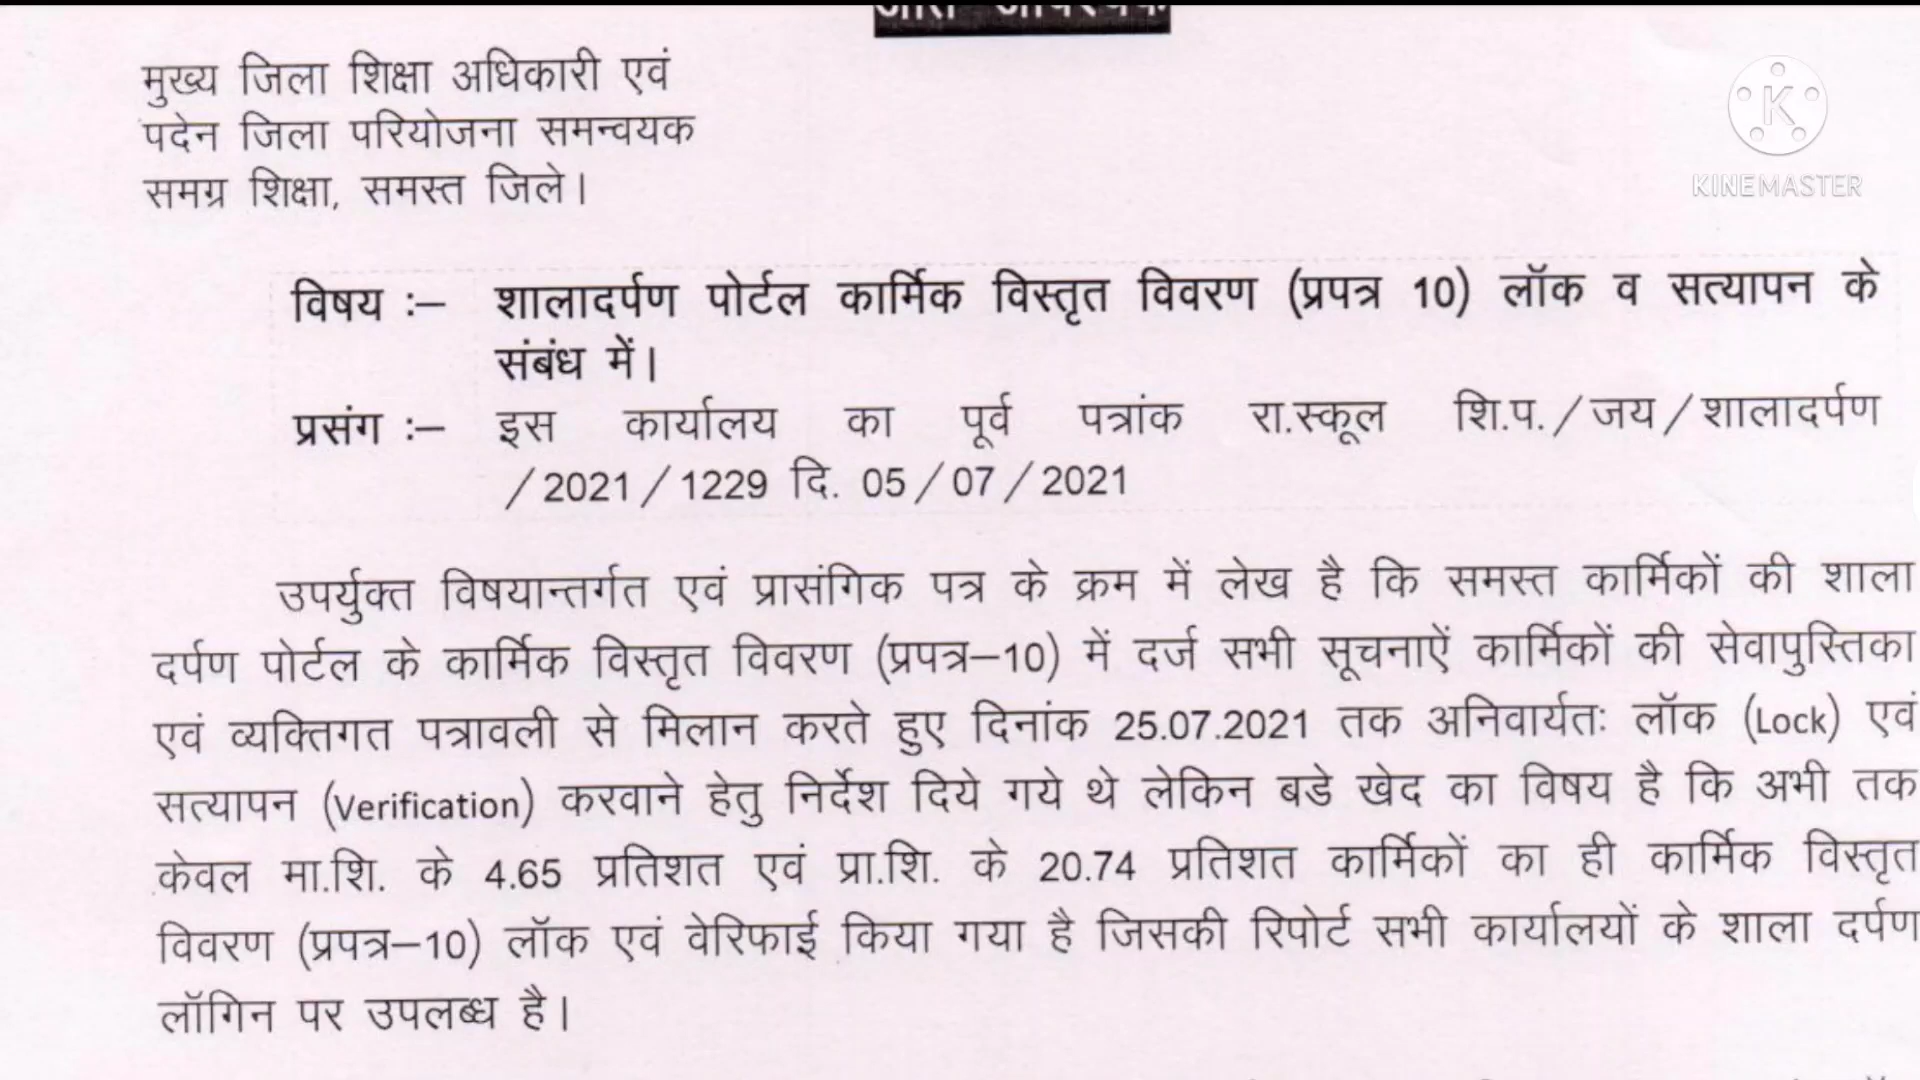 मुख्य जिला शिक्षा अधिकारी एवं
पदेन जिला परियोजना समन्वयक
समग्र शिक्षा, समस्त जिले।
KINEMASTER
विषय :– शालादर्पण पोर्टल कार्मिक विस्तृत विवरण (प्रपत्र 10) लॉक व सत्यापन के
संबंध में।
प्रसंग :– इस कार्यालय का पूर्व पत्रांक रा.स्कूल शि.प./जय/शालादर्पण
/2021/1229 दि. 05/07/2021
उपर्युक्त विषयान्तर्गत एवं प्रासंगिक पत्र के क्रम में लेख है कि समस्त कार्मिकों की शाला
दर्पण पोर्टल के कार्मिक विस्तृत विवरण (प्रपत्र–10) में दर्ज सभी सूचनाऐं कार्मिकों की सेवापुस्तिका
एवं व्यक्तिगत पत्रावली से मिलान करते हुए दिनांक 25.07.2021 तक अनिवार्यतः लॉक (Lock) एवं
सत्यापन (Verification) करवाने हेतु निर्देश दिये गये थे लेकिन बडे खेद का विषय है कि अभी तक
केवल मा.शि. के 4.65 प्रतिशत एवं प्रा.शि. के 20.74 प्रतिशत कार्मिकों का ही कार्मिक विस्तृत
विवरण (प्रपत्र–10) लॉक एवं वेरिफाई किया गया है जिसकी रिपोर्ट सभी कार्यालयों के शाला दर्पण
लॉगिन पर उपलब्ध है।